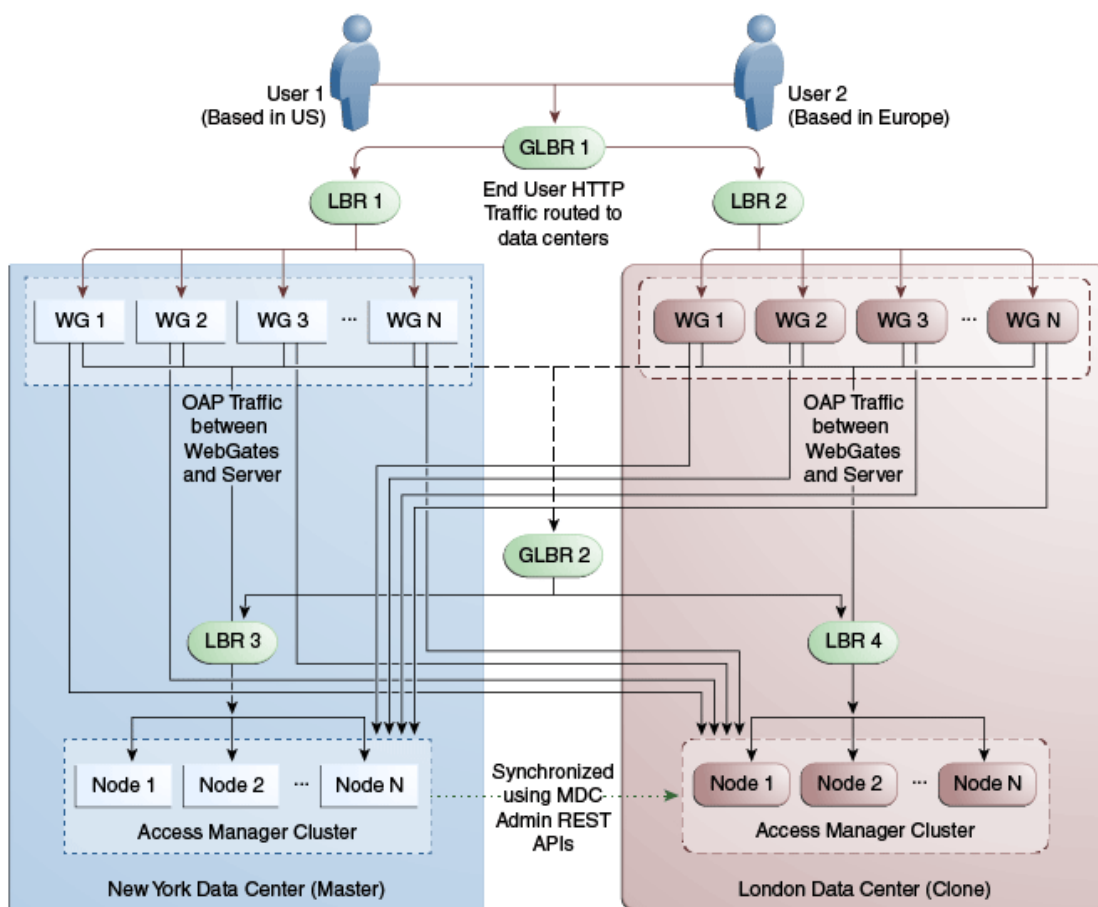 User 1
(Based in US)
User 2
(Based in Europe)
GLBR 1
End User HTTP
Traffic routed to
data centers
LBR 1
LBR 2
WG 1
WG 2
WG 3
...
WG N
WG 1
WG 2
WG 3
...
WG N
OAP Traffic
between
WebGates
and Server
OAP Traffic
between
WebGates
and Server
GLBR 2
LBR 3
LBR 4
Node 1
Node 2
...
Node N
Access Manager Cluster
Synchronized
using MDC
Admin REST
APIs
Node 1
Node 2
...
Node N
Access Manager Cluster
New York Data Center (Master)
London Data Center (Clone)